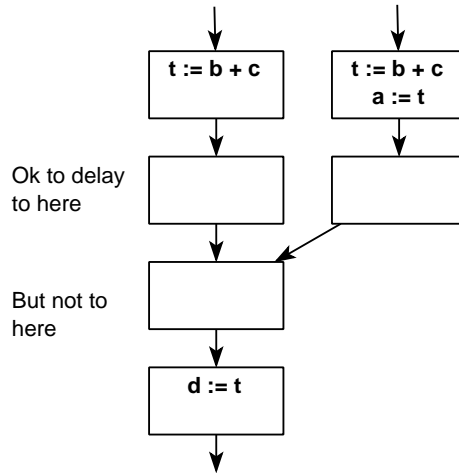 t := b + c
t := b + c
a := t
Ok to delay
to here
But not to
here
d := t